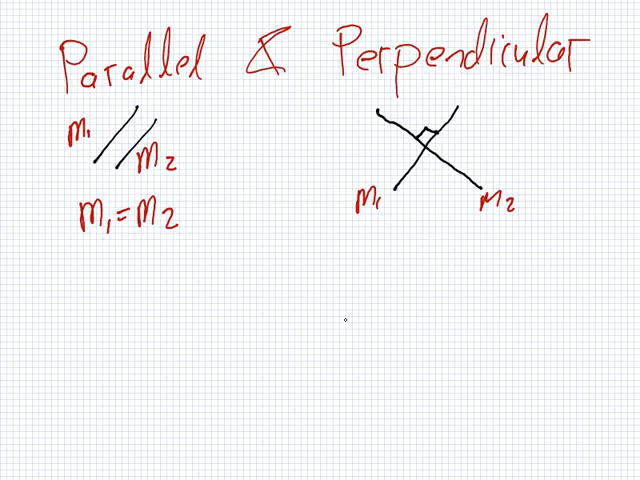 Parallel & Perpendicular
m₁
m₂
m₁ = m₂
m₁
m₂